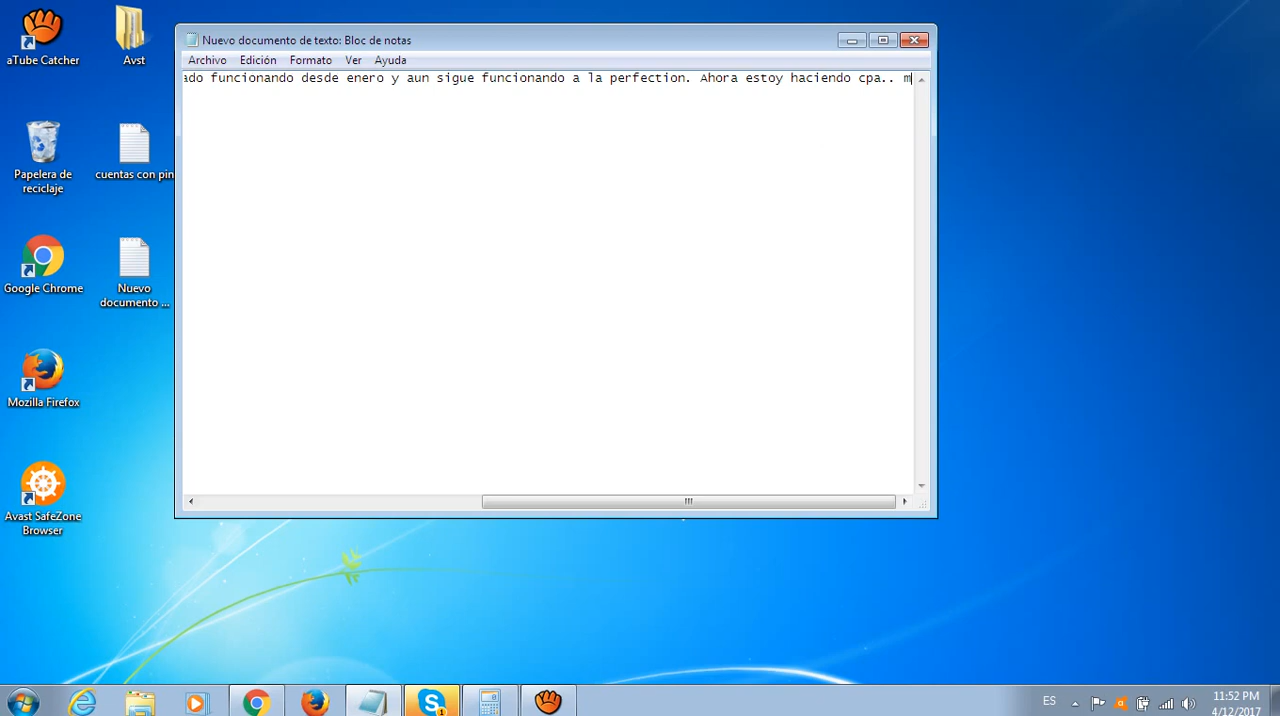 aTube Catcher
Avst
Papelera de
reciclaje
cuentas con pin
Google Chrome
Nuevo
documento ...
Mozilla Firefox
Avast SafeZone
Browser
Nuevo documento de texto: Bloc de notas
Archivo Edición Formato Ver Ayuda
ado funcionando desde enero y aun sigue funcionando a la perfection. Ahora estoy haciendo cpa.. m
ES
11:52 PM
4/12/2017